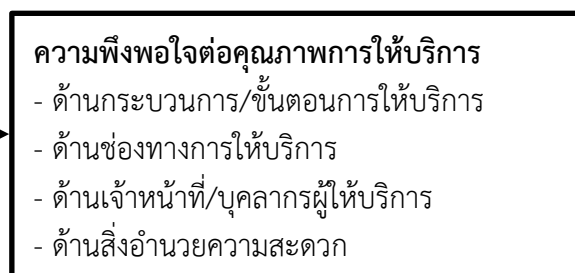 ความพึงพอใจต่อคุณภาพการให้บริการ
- ด้านกระบวนการ/ขั้นตอนการให้บริการ
- ด้านช่องทางการให้บริการ
- ด้านเจ้าหน้าที่/บุคลากรผู้ให้บริการ
- ด้านสิ่งอำนวยความสะดวก